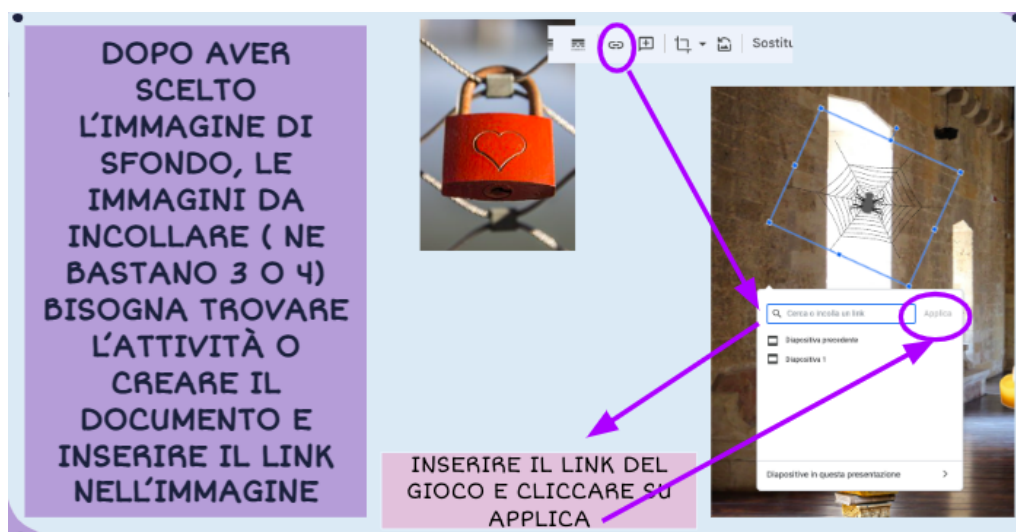 DOPO AVER
SCELTO
L'IMMAGINE DI
SFONDO, LE
IMMAGINI DA
INCOLLARE ( NE
BASTANO 3 O 4)
BISOGNA TROVARE
L'ATTIVITÀ O
CREARE IL
DOCUMENTO E
INSERIRE IL LINK
NELL'IMMAGINE
Sostitu
Cerca o incolla un link
Applica
Diapositiva precedente
Diapositiva 1
Diapositive in questa presentazione
INSERIRE IL LINK DEL
GIOCO E CLICCARE SU
APPLICA